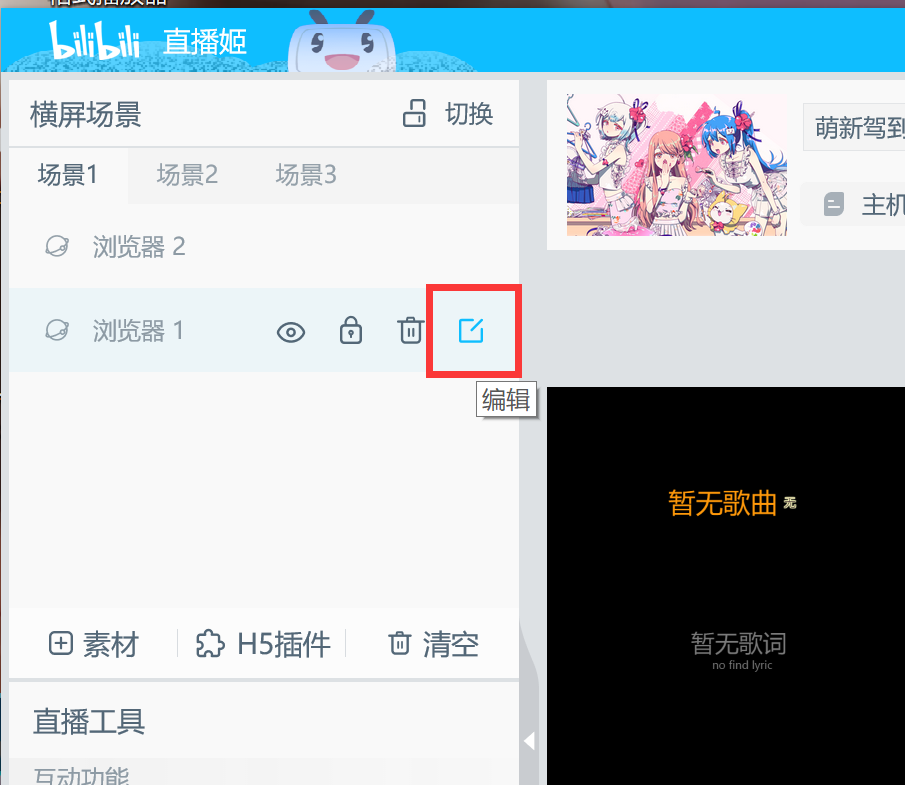 bilibili 直播姬
横屏场景
切换
场景1
场景2
场景3
浏览器 2
浏览器 1
编辑
素材
H5插件
清空
直播工具
互动功能
萌新驾到
主机
暂无歌曲 无
暂无歌词
no find lyric